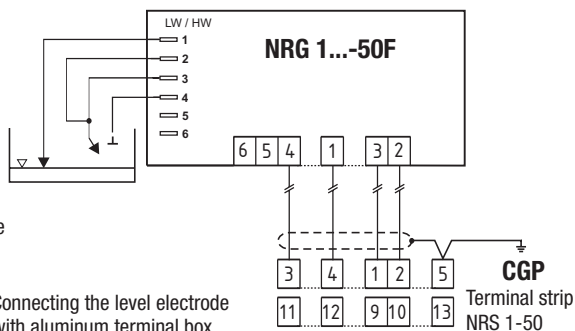 LW / HW
1
2
3
4
5
6
NRG 1...-50F
6 5 4 1 3 2
3 4 1 2 5
CGP
11 12 9 10 13
Terminal strip
NRS 1-50
Connecting the level electrode
with aluminum terminal box